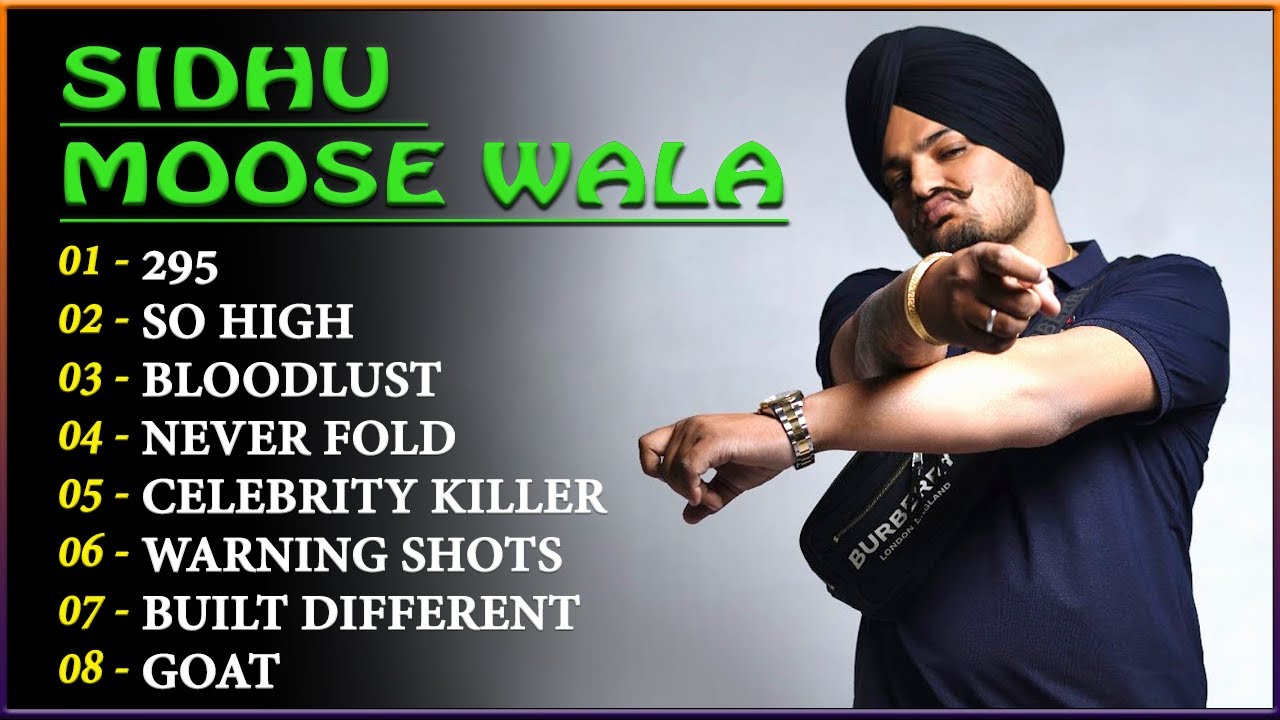 SIDHU
MOOSE WALA
01 - 295
02 - SO HIGH
03 - BLOODLUST
04 - NEVER FOLD
05 - CELEBRITY KILLER
06 - WARNING SHOTS
07 - BUILT DIFFERENT
08 - GOAT
BURBERRY
LONDON ENGLAND